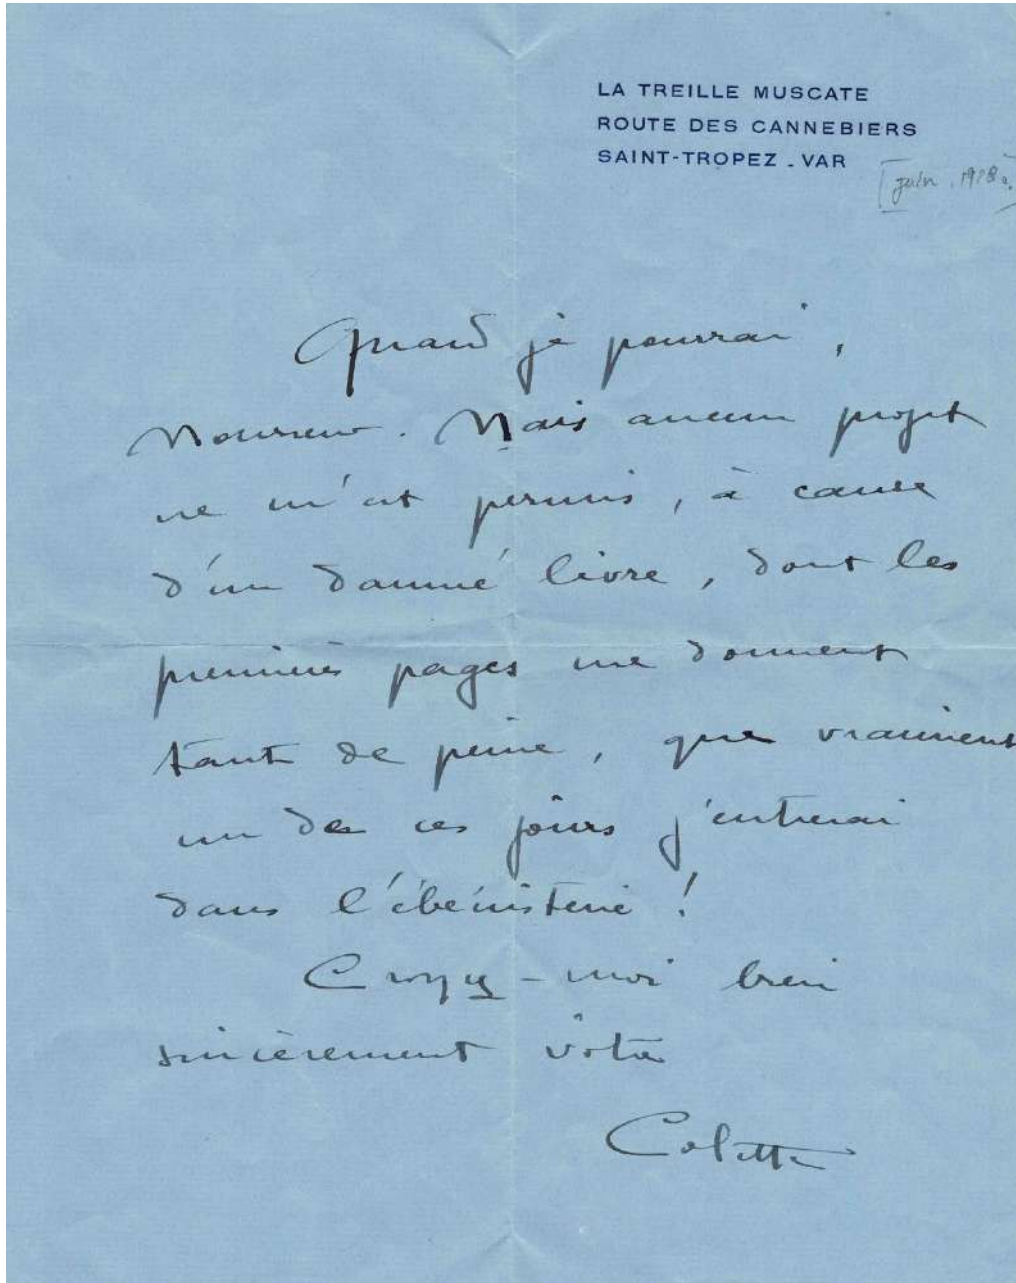 LA TREILLE MUSCATE
ROUTE DES CANNEBIERS
SAINT-TROPEZ - VAR
[juin 1928
Quand je pourrai,
Monsieur. Mais aucun projet
ne m'est permis, à cause
d'un damné livre, dont les
premières pages me donnent
tant de peine, que vraiment
un de ces jours j'entrerai
dans l'ébénisterie !
Croyez-moi bien
sincèrement vôtre
Colette